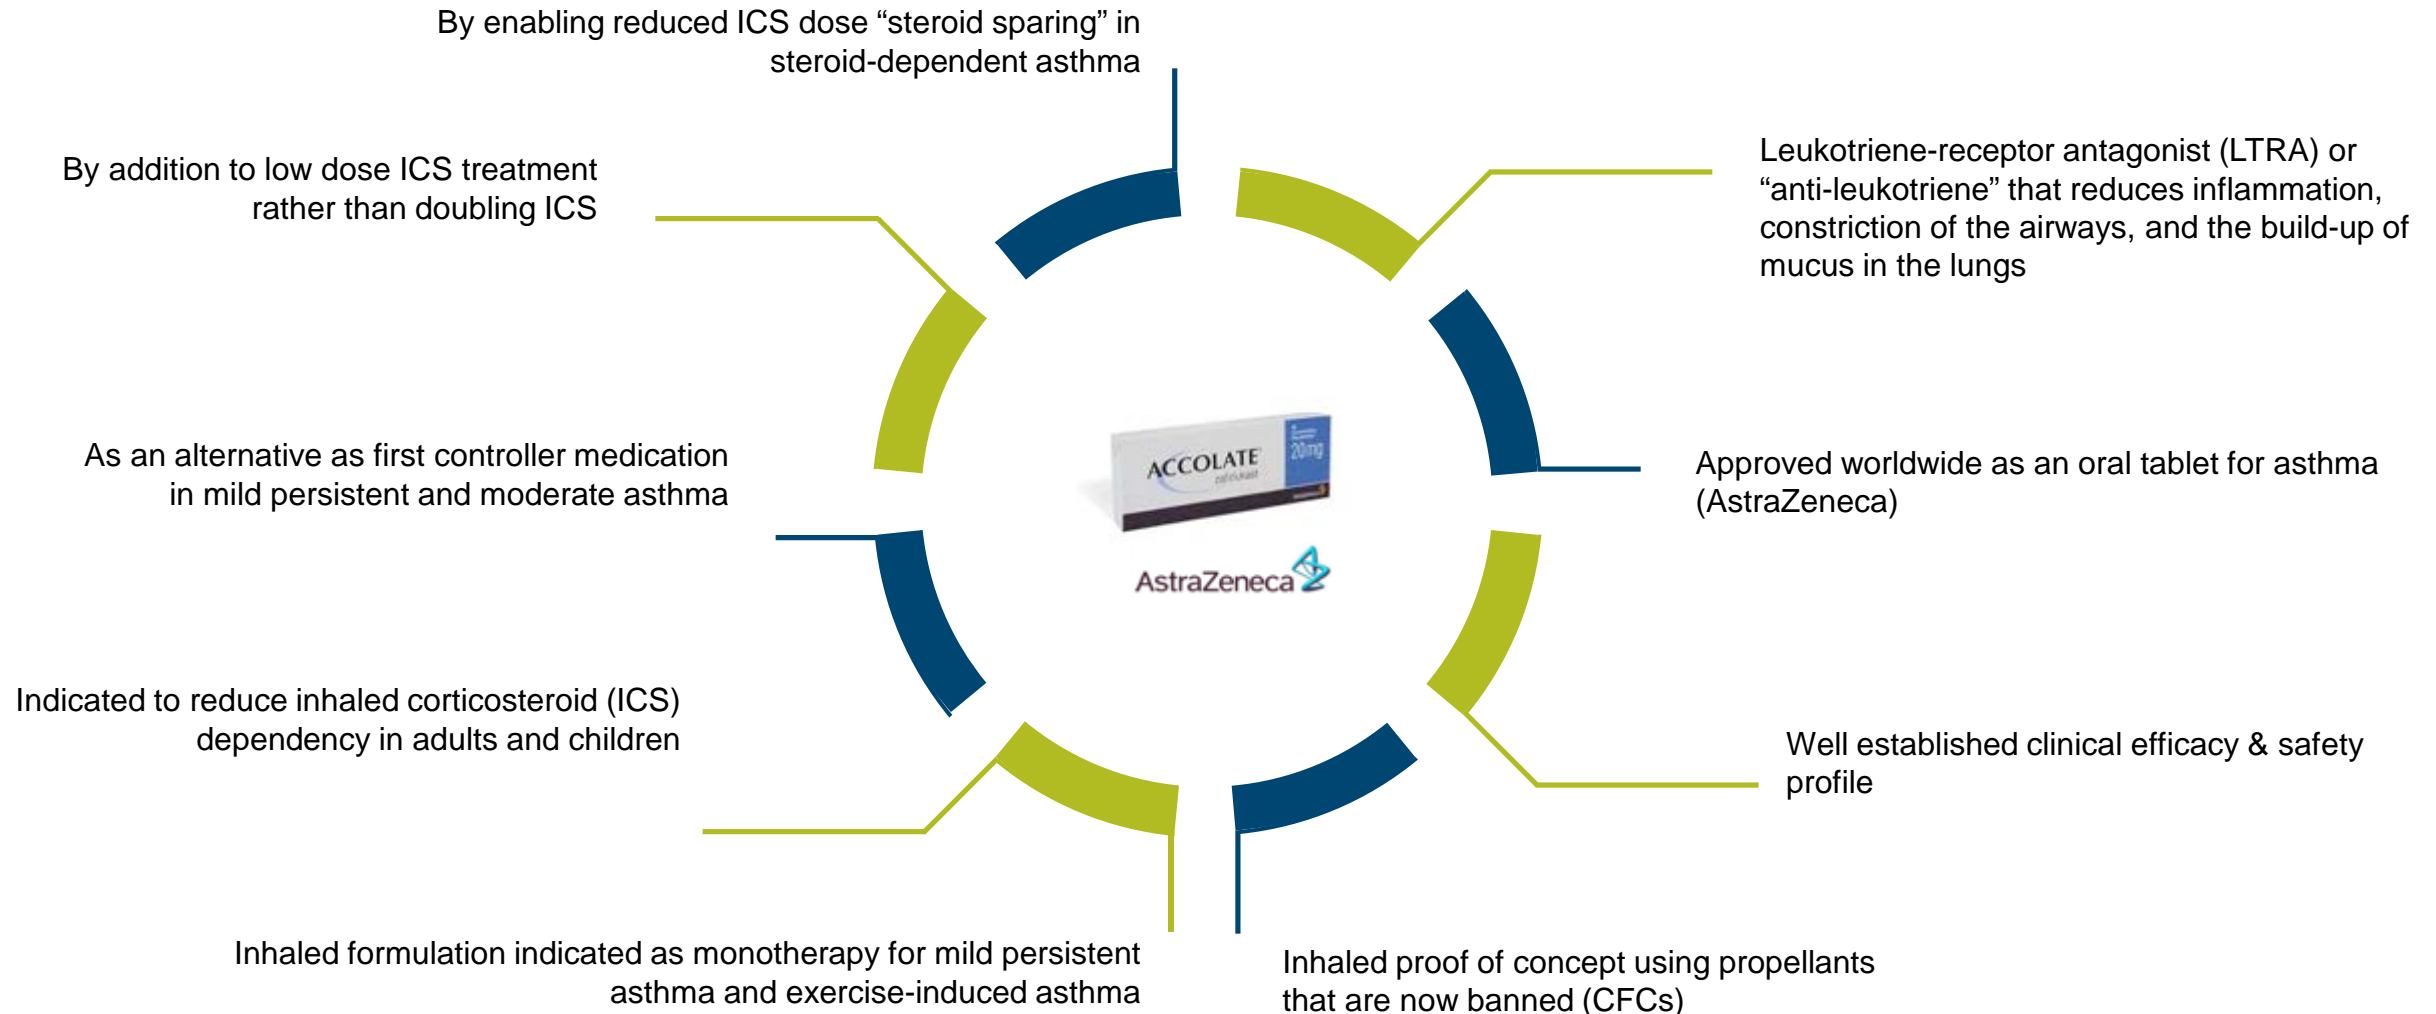 By enabling reduced ICS dose “steroid sparing” in
steroid-dependent asthma
Leukotriene-receptor antagonist (LTRA) or
“anti-leukotriene” that reduces inflammation,
constriction of the airways, and the build-up of
mucus in the lungs
By addition to low dose ICS treatment
rather than doubling ICS
As an alternative as first controller medication
in mild persistent and moderate asthma
ACCOLATE
zafirlukast
20mg
AstraZeneca
Approved worldwide as an oral tablet for asthma
(AstraZeneca)
Indicated to reduce inhaled corticosteroid (ICS)
dependency in adults and children
Well established clinical efficacy & safety
profile
Inhaled formulation indicated as monotherapy for mild persistent
asthma and exercise-induced asthma
Inhaled proof of concept using propellants
that are now banned (CFCs)